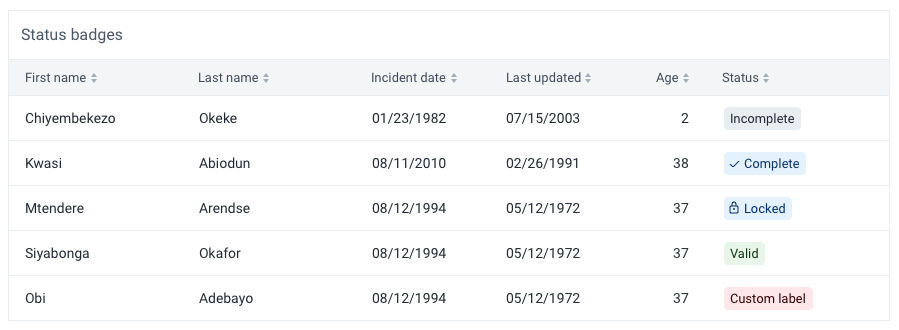 Status badges
First name Last name Incident date Last updated Age Status
Chiyembekezo Okeke 01/23/1982 07/15/2003 2 Incomplete
Kwasi Abiodun 08/11/2010 02/26/1991 38 Complete
Mtendere Arendse 08/12/1994 05/12/1972 37 Locked
Siyabonga Okafor 08/12/1994 05/12/1972 37 Valid
Obi Adebayo 08/12/1994 05/12/1972 37 Custom label